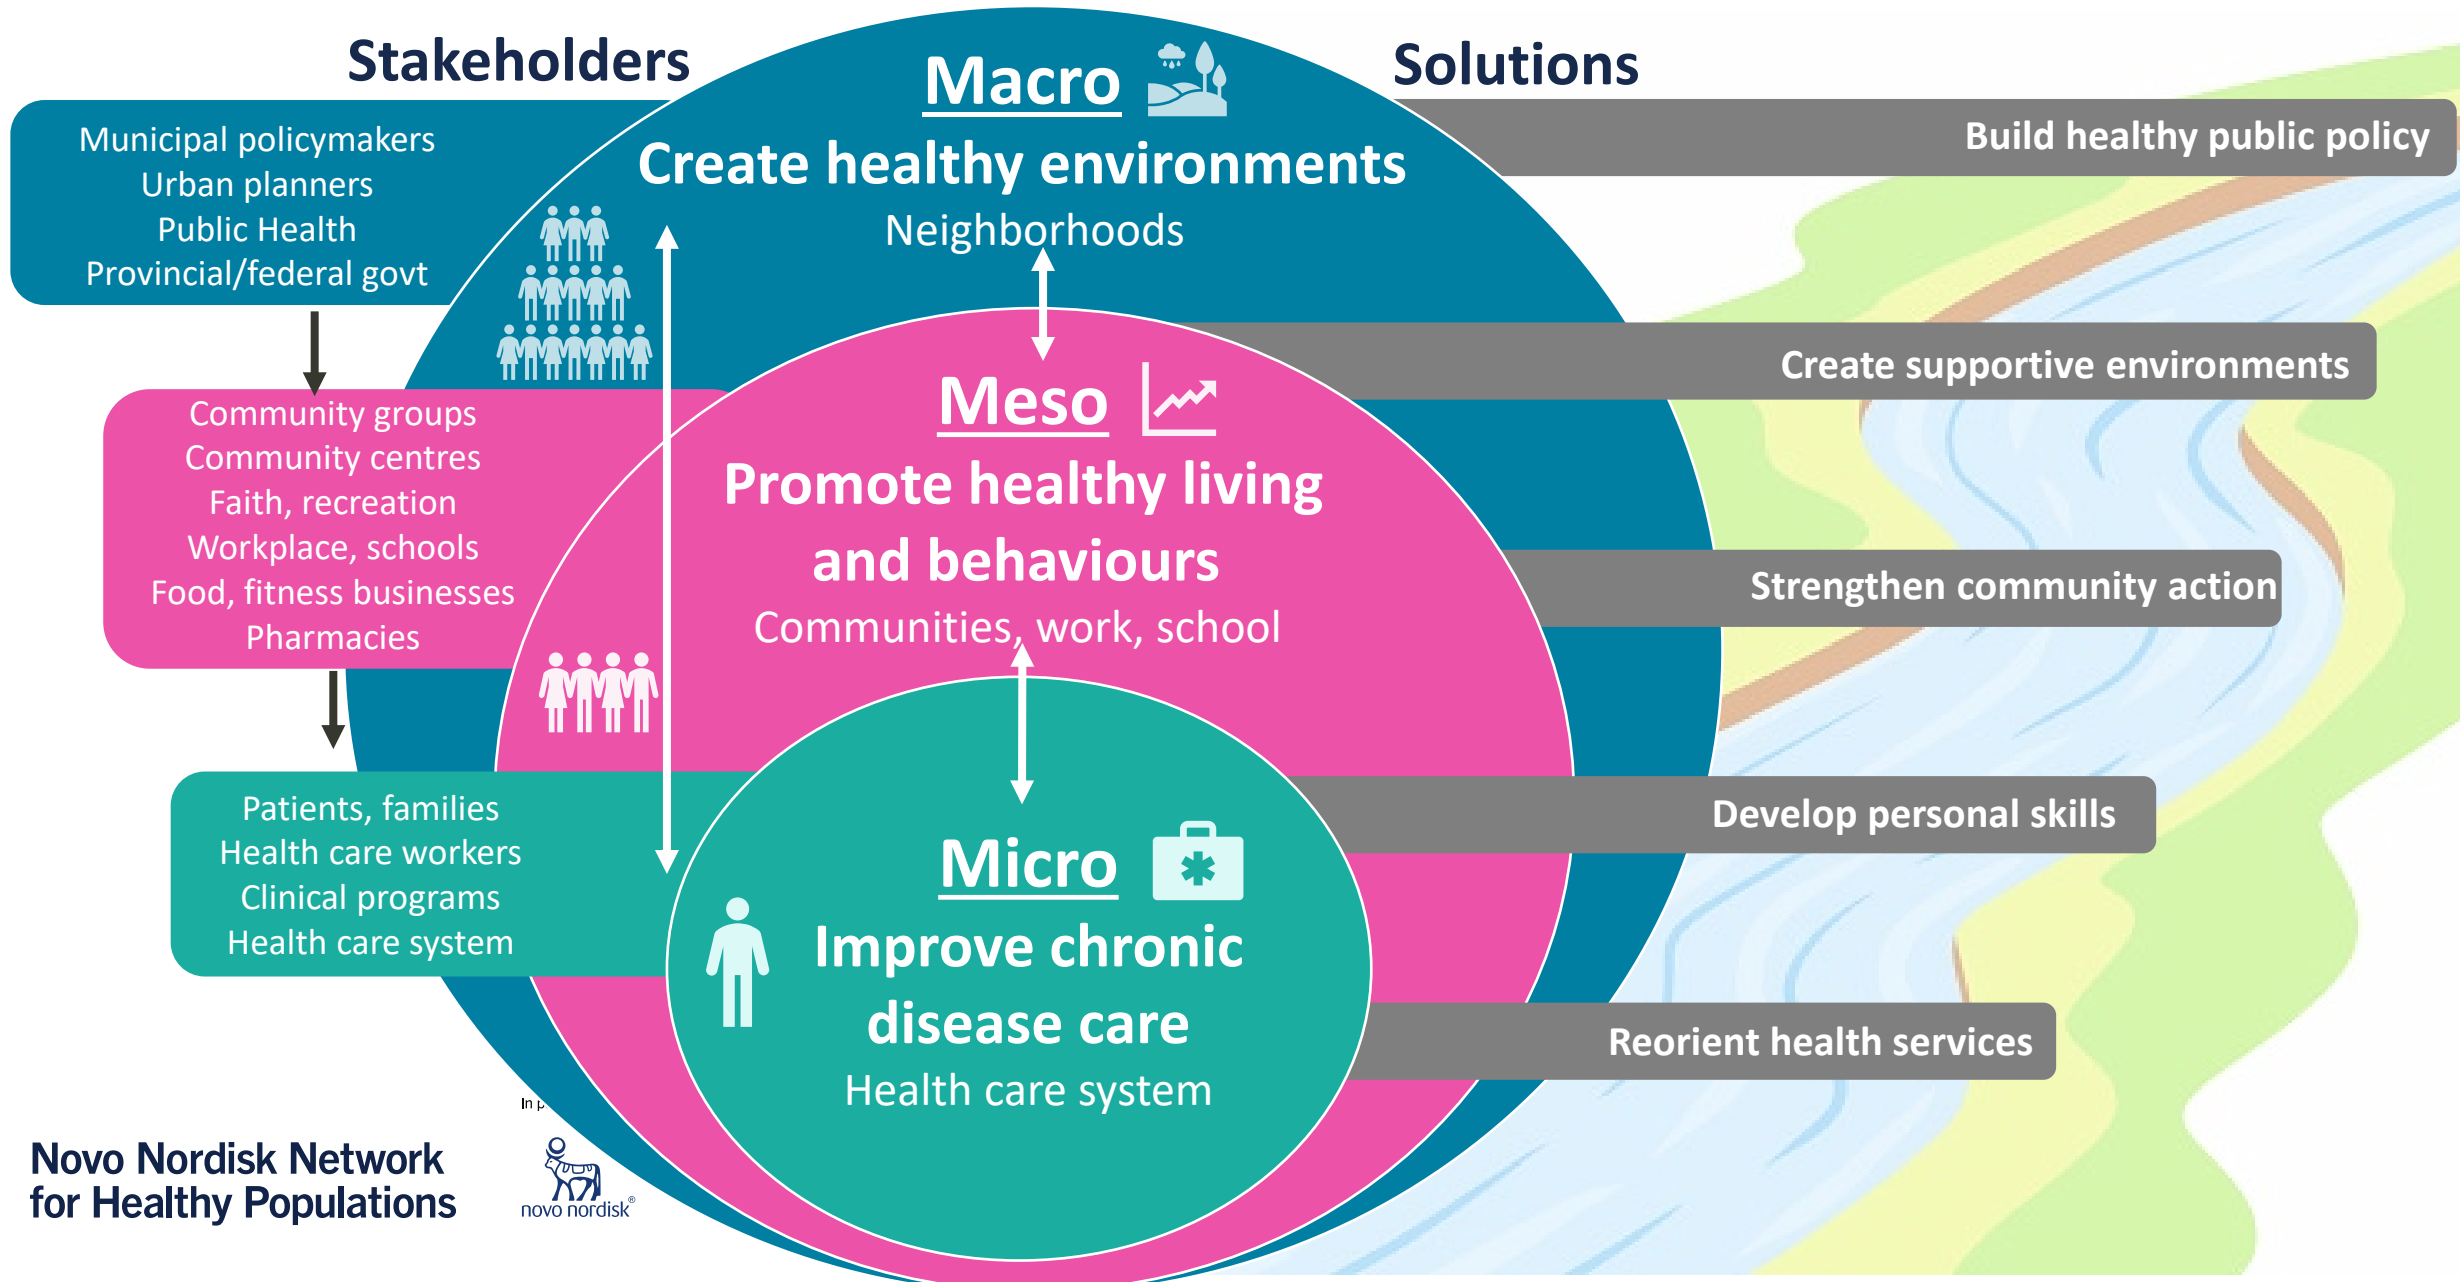 Stakeholders
Municipal policymakers
Urban planners
Public Health
Provincial/federal govt
Community groups
Community centres
Faith, recreation
Workplace, schools
Food, fitness businesses
Pharmacies
Patients, families
Health care workers
Clinical programs
Health care system
Macro
Create healthy environments
Neighborhoods
Meso
Promote healthy living
and behaviours
Communities, work, school
Micro
Improve chronic
disease care
Health care system
Solutions
Build healthy public policy
Create supportive environments
Strengthen community action
Develop personal skills
Reorient health services
In
Novo Nordisk Network
for Healthy Populations
novo nordisk®